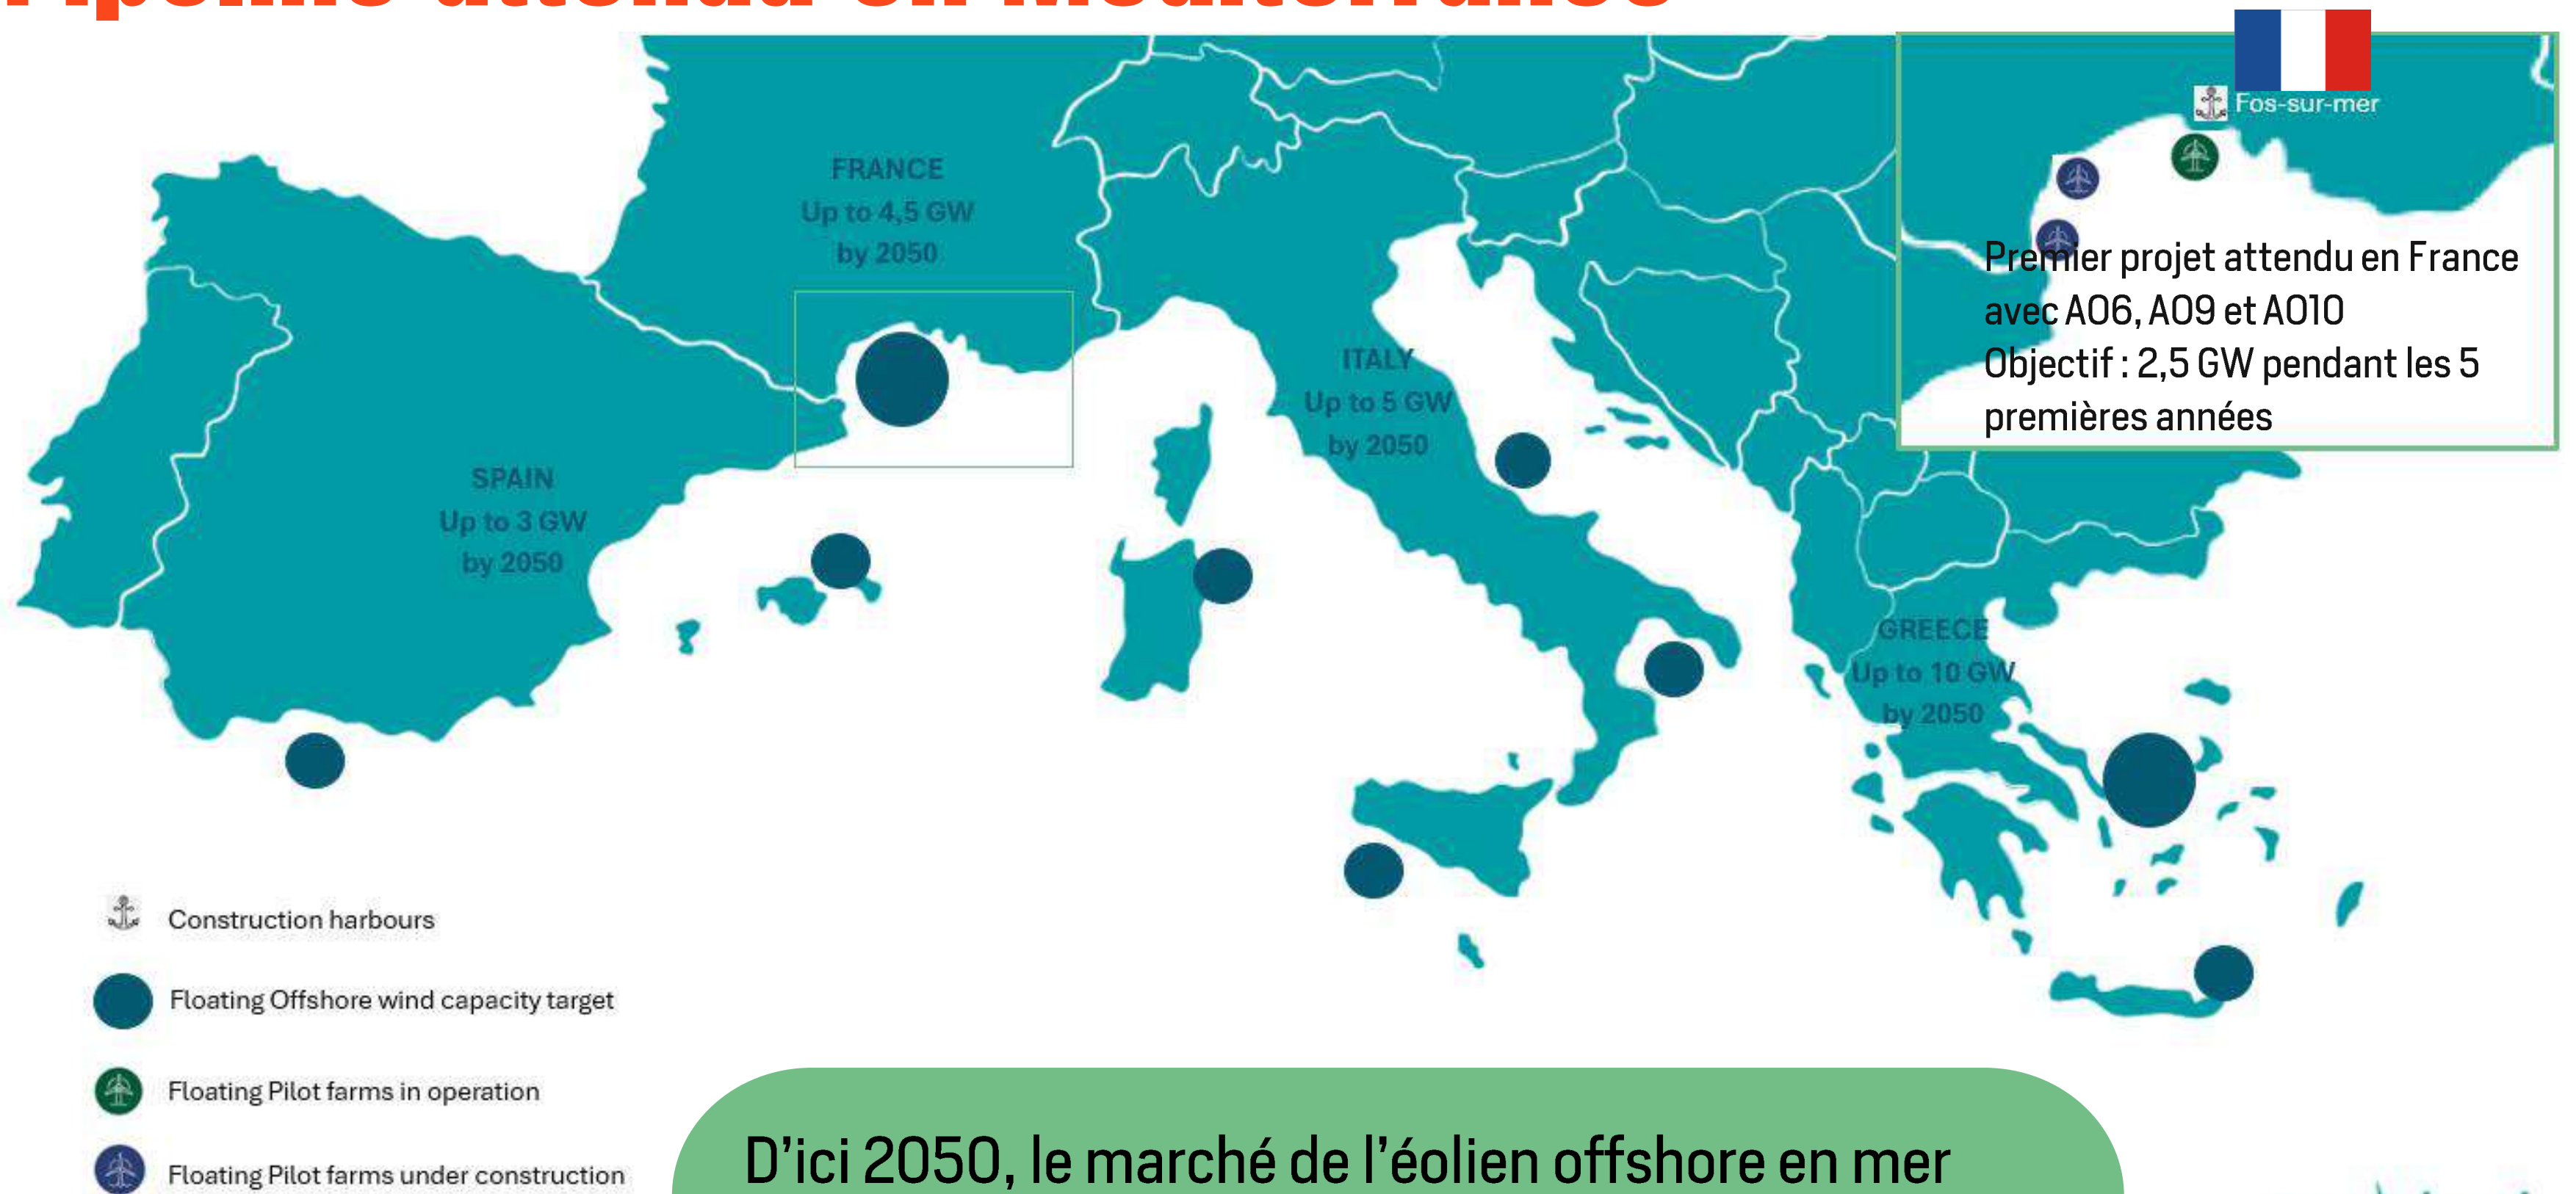 Pipeline attendu en Méditerranée
Fos-sur-mer
FRANCE
Up to 4,5 GW
by 2050
Premier projet attendu en France
avec AO6, AO9 et AO10
Objectif : 2,5 GW pendant les 5
premières années
ITALY
Up to 5 GW
by 2050
SPAIN
Up to 3 GW
by 2050
GREECE
Up to 10 GW
by 2050
Construction harbours
Floating Offshore wind capacity target
Floating Pilot farms in operation
Floating Pilot farms under construction
D’ici 2050, le marché de l’éolien offshore en mer